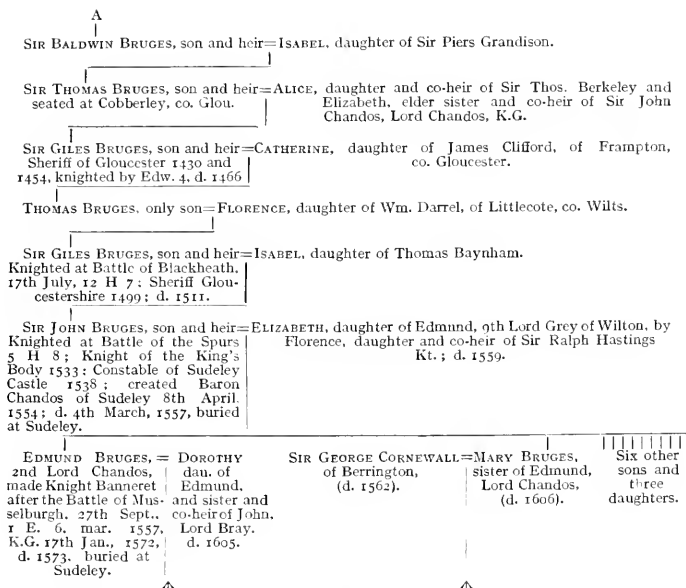 A
SIR BALDWIN BRUGES, son and heir=ISABEL, daughter of Sir Piers Grandison.
SIR THOMAS BRUGES, son and heir=ALICE, daughter and co-heir of Sir Thos. Berkeley and
seated at Cobberley, co. Glou. Elizabeth, elder sister and co-heir of Sir John
Chandos, Lord Chandos, K.G.
SIR GILES BRUGES, son and heir=CATHERINE, daughter of James Clifford, of Frampton,
Sheriff of Gloucester 1430 and co. Gloucester.
1454, knighted by Edw. 4, d. 1466
THOMAS BRUGES, only son=FLORENCE, daughter of Wm. Darrel, of Littlecote, co. Wilts.
SIR GILES BRUGES, son and heir=ISABEL, daughter of Thomas Baynham.
Knighted at Battle of Blackheath,
17th July, 12 H 7; Sheriff Glou-
cestershire 1499; d. 1511.
SIR JOHN BRUGES, son and heir=ELIZABETH, daughter of Edmund, 9th Lord Grey of Wilton, by
Knighted at Battle of the Spurs Florence, daughter and co-heir of Sir Ralph Hastings
5 H 8; Knight of the King's Kt.; d. 1559.
Body 1533: Constable of Sudeley
Castle 1538; created Baron
Chandos of Sudeley 8th April,
1554; d. 4th March, 1557, buried
at Sudeley.
EDMUND BRUGES, = DOROTHY
2nd Lord Chandos, dau. of
made Knight Banneret Edmund,
after the Battle of Mus- and sister and
selburgh, 27th Sept., co-heir of John,
1 E. 6, mar. 1557, Lord Bray.
K.G. 17th Jan., 1572, d. 1605.
d. 1573, buried at
Sudeley.
SIR GEORGE CORNEWALL=MARY BRUGES,
of Berrington, sister of Edmund,
(d. 1562). Lord Chandos,
(d. 1606).
Six other
sons and
three
daughters.